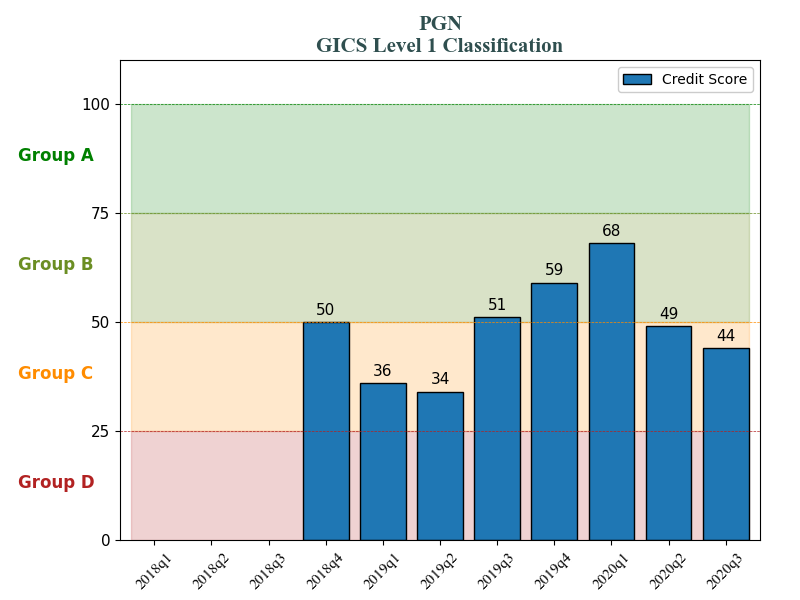 PGN
GICS Level 1 Classification
Credit Score
100
Group A
75
68
Group B
59
51
50
50
49
44
Group C
36
34
25
Group D
0
2018q1 2018q2 2018q3 2018q4 2019q1 2019q2 2019q3 2019q4 2020q1 2020q2 2020q3